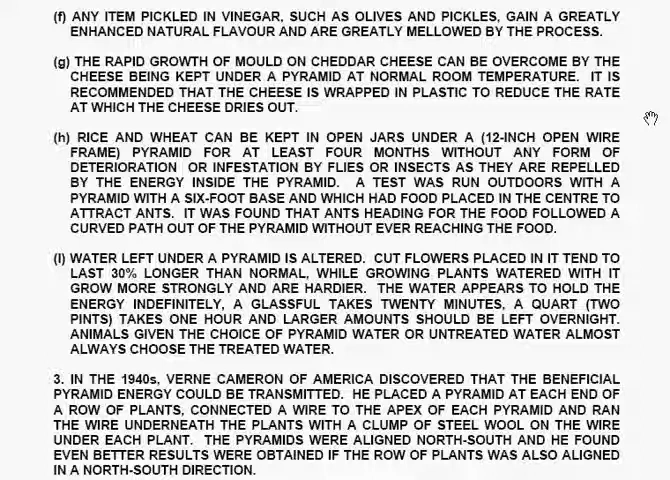 (f) ANY ITEM PICKLED IN VINEGAR, SUCH AS OLIVES AND PICKLES, GAIN A GREATLY
ENHANCED NATURAL FLAVOUR AND ARE GREATLY MELLOWED BY THE PROCESS.
(g) THE RAPID GROWTH OF MOULD ON CHEDDAR CHEESE CAN BE OVERCOME BY THE
CHEESE BEING KEPT UNDER A PYRAMID AT NORMAL ROOM TEMPERATURE. IT IS
RECOMMENDED THAT THE CHEESE IS WRAPPED IN PLASTIC TO REDUCE THE RATE
AT WHICH THE CHEESE DRIES OUT.
(h) RICE AND WHEAT CAN BE KEPT IN OPEN JARS UNDER A (12-INCH OPEN WIRE
FRAME) PYRAMID FOR AT LEAST FOUR MONTHS WITHOUT ANY FORM OF
DETERIORATION OR INFESTATION BY FLIES OR INSECTS AS THEY ARE REPELLED
BY THE ENERGY INSIDE THE PYRAMID. A TEST WAS RUN OUTDOORS WITH A
PYRAMID WITH A SIX-FOOT BASE AND WHICH HAD FOOD PLACED IN THE CENTRE TO
ATTRACT ANTS. IT WAS FOUND THAT ANTS HEADING FOR THE FOOD FOLLOWED A
CURVED PATH OUT OF THE PYRAMID WITHOUT EVER REACHING THE FOOD.
(I) WATER LEFT UNDER A PYRAMID IS ALTERED. CUT FLOWERS PLACED IN IT TEND TO
LAST 30% LONGER THAN NORMAL, WHILE GROWING PLANTS WATERED WITH IT
GROW MORE STRONGLY AND ARE HARDIER. THE WATER APPEARS TO HOLD THE
ENERGY INDEFINITELY, A GLASSFUL TAKES TWENTY MINUTES, A QUART (TWO
PINTS) TAKES ONE HOUR AND LARGER AMOUNTS SHOULD BE LEFT OVERNIGHT.
ANIMALS GIVEN THE CHOICE OF PYRAMID WATER OR UNTREATED WATER ALMOST
ALWAYS CHOOSE THE TREATED WATER.
3. IN THE 1940s, VERNE CAMERON OF AMERICA DISCOVERED THAT THE BENEFICIAL
PYRAMID ENERGY COULD BE TRANSMITTED. HE PLACED A PYRAMID AT EACH END OF
A ROW OF PLANTS, CONNECTED A WIRE TO THE APEX OF EACH PYRAMID AND RAN
THE WIRE UNDERNEATH THE PLANTS WITH A CLUMP OF STEEL WOOL ON THE WIRE
UNDER EACH PLANT. THE PYRAMIDS WERE ALIGNED NORTH-SOUTH AND HE FOUND
EVEN BETTER RESULTS WERE OBTAINED IF THE ROW OF PLANTS WAS ALSO ALIGNED
IN A NORTH-SOUTH DIRECTION.